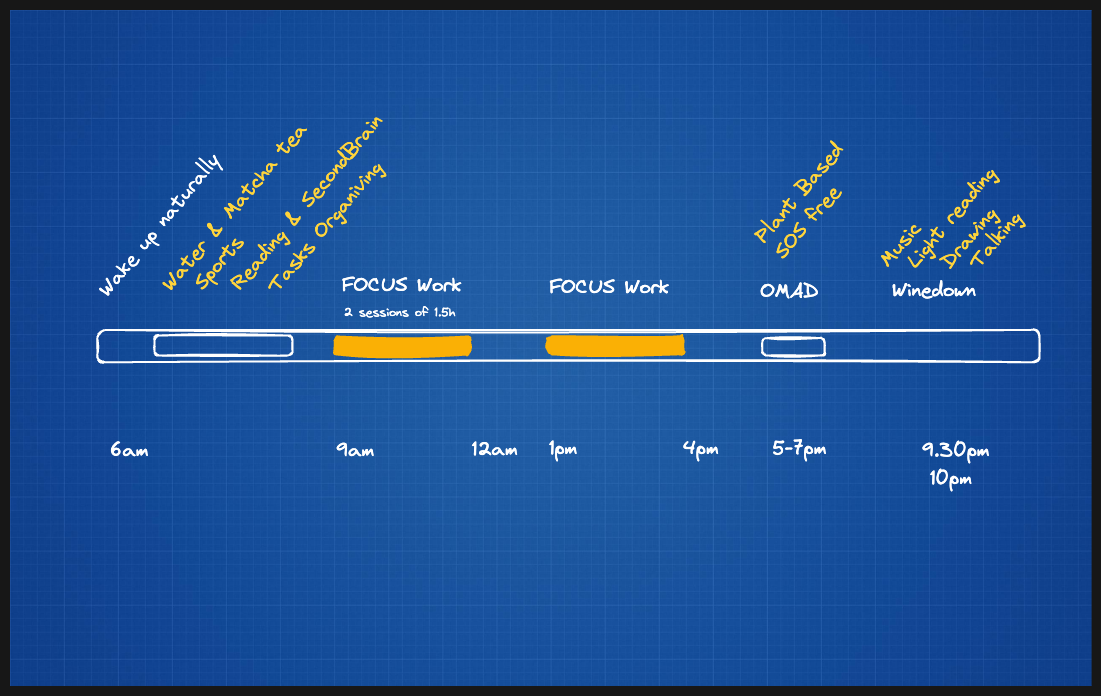 Wake up naturally
Water & Matcha tea
Sports
Reading & SecondBrain
Tasks Organiving
FOCUS Work
2 sessions of 1.5h
FOCUS Work
Plant Based
SOS free
OMAD
Music
Light reading
Drawing
Talking
Winedown
6am
9am
12am
1pm
4pm
5-7pm
9.30pm
10pm